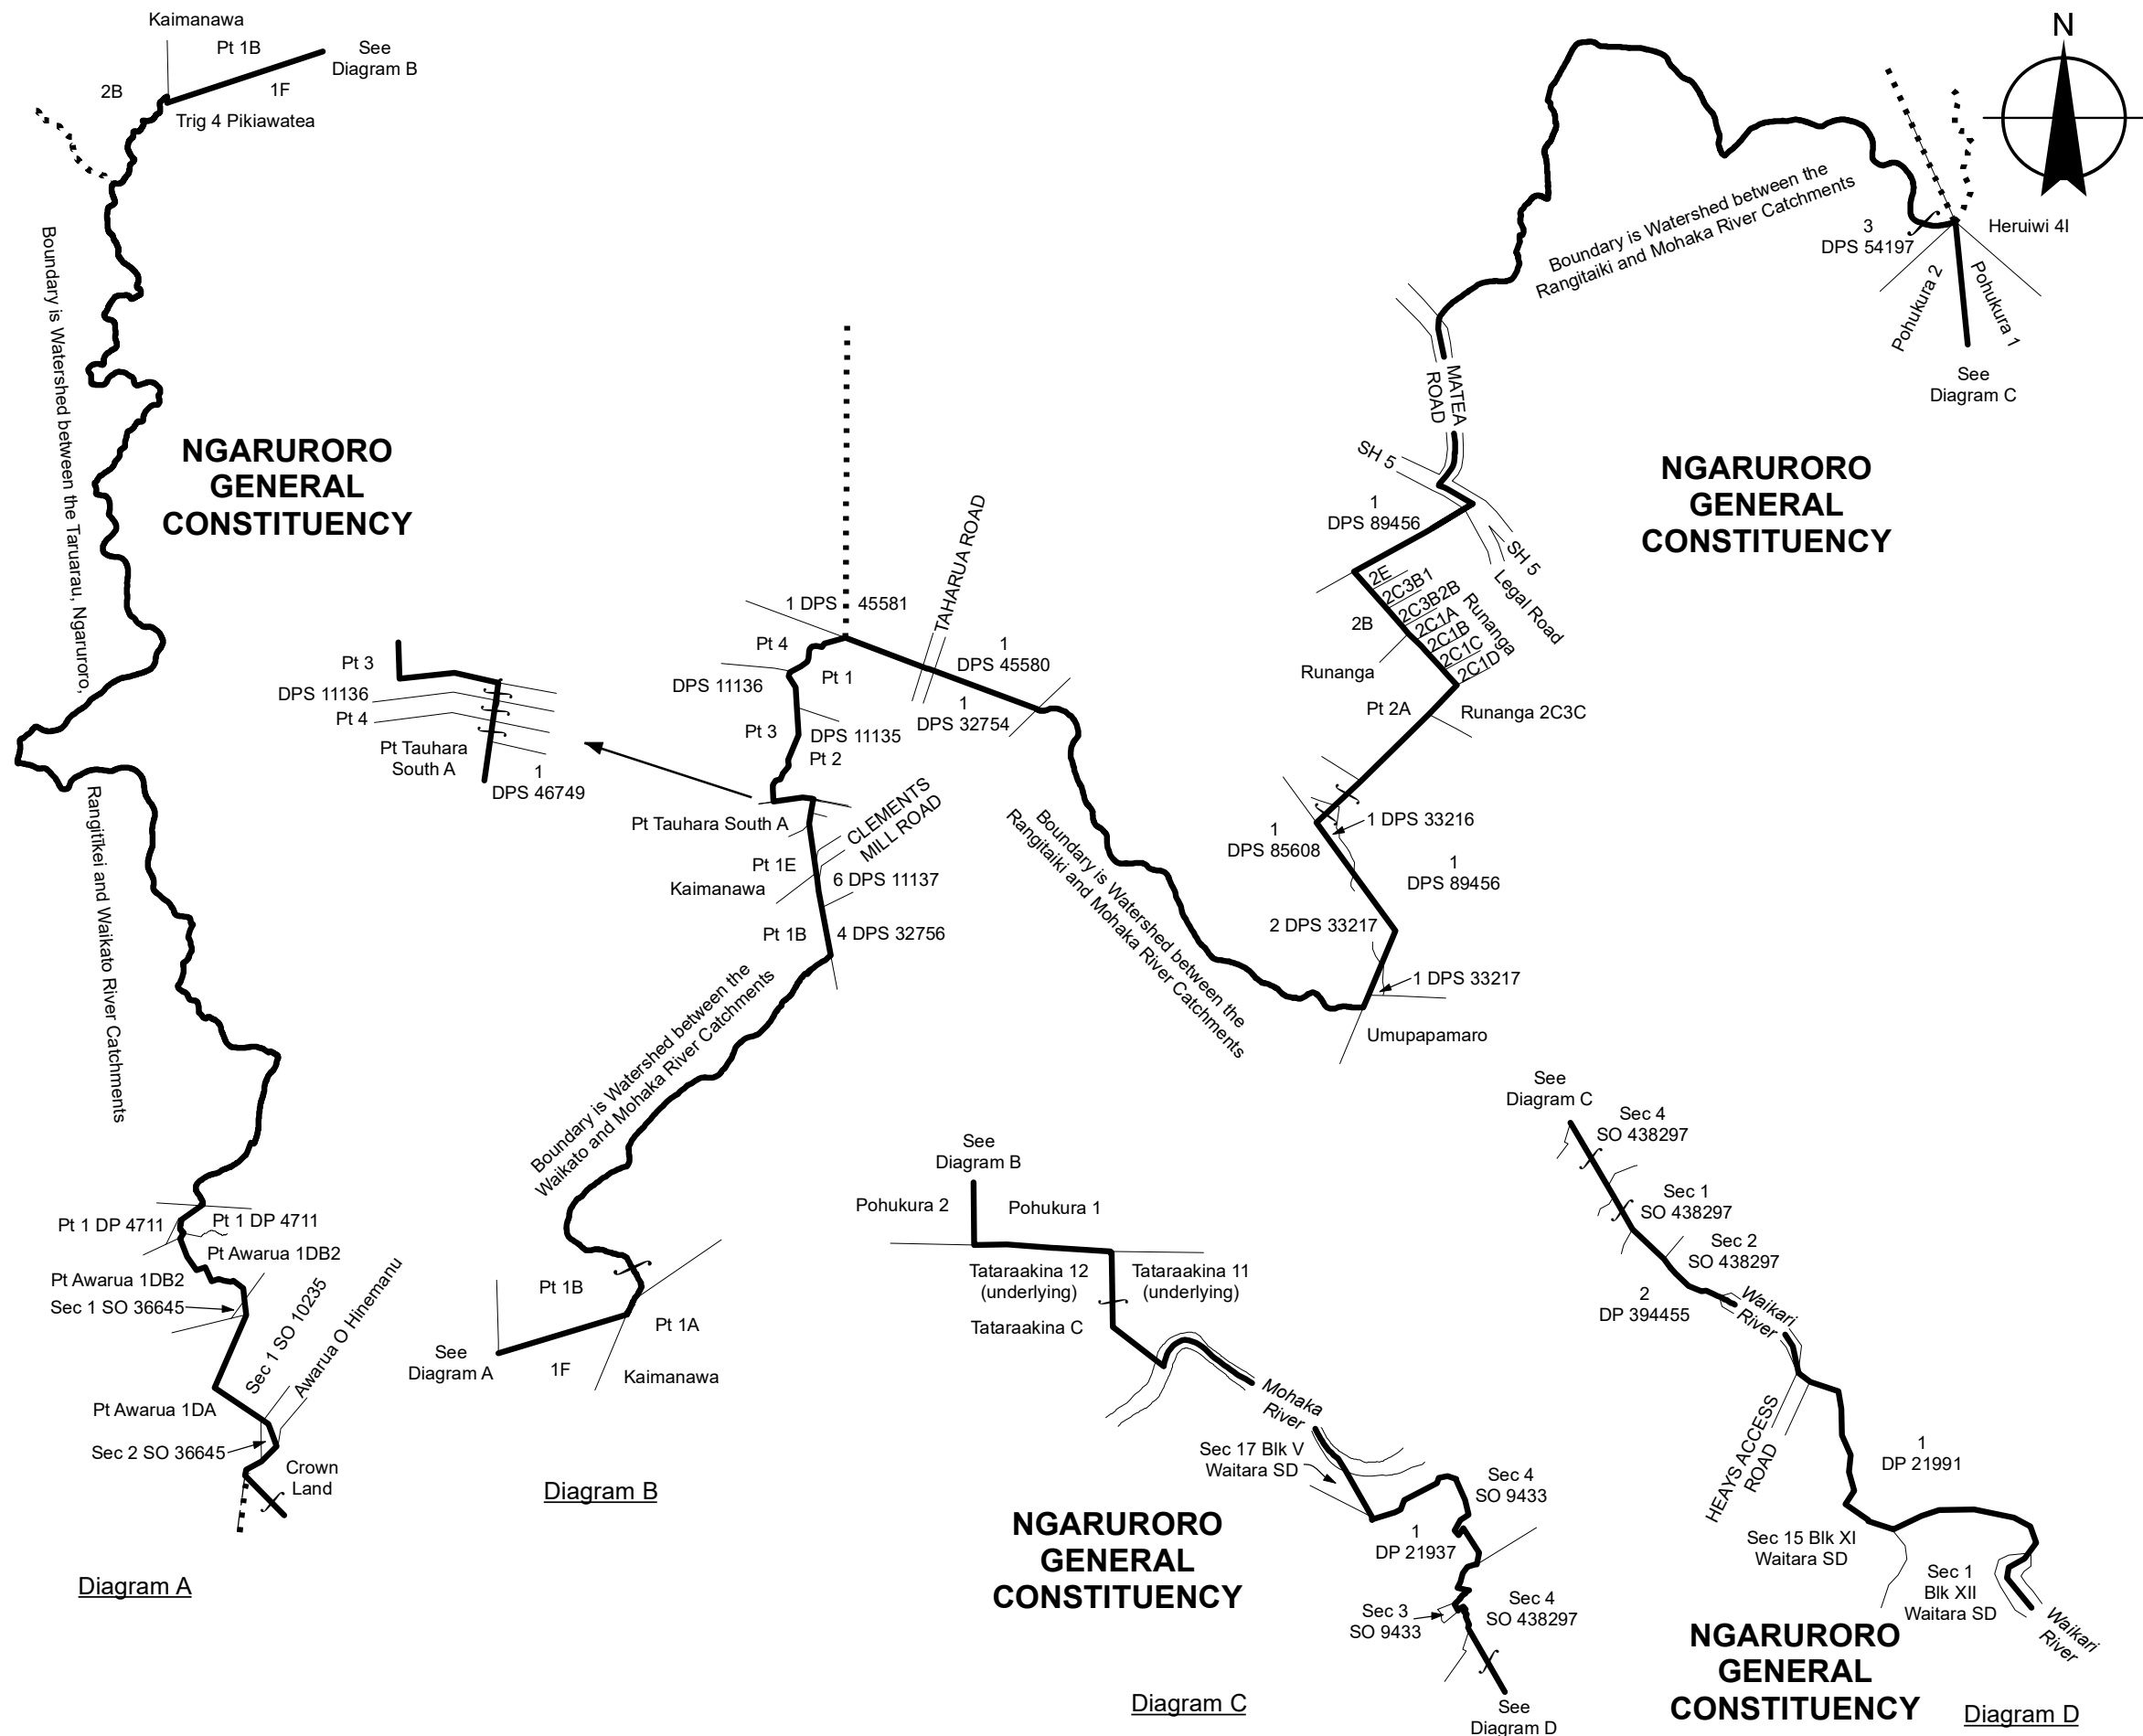 Kaimanawa
Pt 1B
See
Diagram B
2B
1F
Trig 4 Pikiawatea
Boundary is Watershed between the Taruarau, Ngaruroro,
Rangitīkei and Waikato River Catchments
NGARURORO
GENERAL
CONSTITUENCY
Pt 1 DP 4711
Pt 1 DP 4711
Pt Awarua 1DB2
Pt Awarua 1DB2
Sec 1 SO 36645
Sec 1 SO 10235
Awarua O Hinemanu
Pt Awarua 1DA
Sec 2 SO 36645
Crown
Land
Diagram A
Pt 3
DPS 11136
Pt 4
Pt Tauhara
South A
1
DPS 46749
1 DPS 45581
Pt 4
DPS 11136
Pt 1
Pt 3
DPS 11135
Pt 2
TAHARUA ROAD
1
DPS 45580
1
DPS 32754
Pt Tauhara South A
CLEMENTS
MILL ROAD
Pt 1E
Kaimanawa
6 DPS 11137
Pt 1B
4 DPS 32756
Boundary is Watershed between the
Waikato and Mohaka River Catchments
Boundary is Watershed between the
Rangitaiki and Mohaka River Catchments
Pt 1B
Pt 1A
See
Diagram A
1F
Kaimanawa
Diagram B
N
Boundary is Watershed between the
Rangitaiki and Mohaka River Catchments
3
DPS 54197
Heruiwi 4I
Pohukura 2
Pohukura 1
See
Diagram C
MATEA
ROAD
SH 5
1
DPS 89456
SH 5
Legal Road
NGARURORO
GENERAL
CONSTITUENCY
2E
2C3B1
2C3B2B
2C1A
2C1B
2C1C
2C1D
Runanga
2B
Runanga
Pt 2A
Runanga 2C3C
1 DPS 33216
1
DPS 85608
1
DPS 89456
2 DPS 33217
1 DPS 33217
Umupapamaro
See
Diagram B
Pohukura 2
Pohukura 1
Tataraakina 12
(underlying)
Tataraakina 11
(underlying)
Tataraakina C
Mohaka
River
Sec 17 Blk V
Waitara SD
Sec 4
SO 9433
1
DP 21937
Sec 3
SO 9433
Sec 4
SO 438297
See
Diagram D
NGARURORO
GENERAL
CONSTITUENCY
Diagram C
See
Diagram C
Sec 4
SO 438297
Sec 1
SO 438297
Sec 2
SO 438297
2
DP 394455
Waikari
River
HEAYS ACCESS
ROAD
1
DP 21991
Sec 15 Blk XI
Waitara SD
Sec 1
Blk XII
Waitara SD
Waikari
River
NGARURORO
GENERAL
CONSTITUENCY
Diagram D